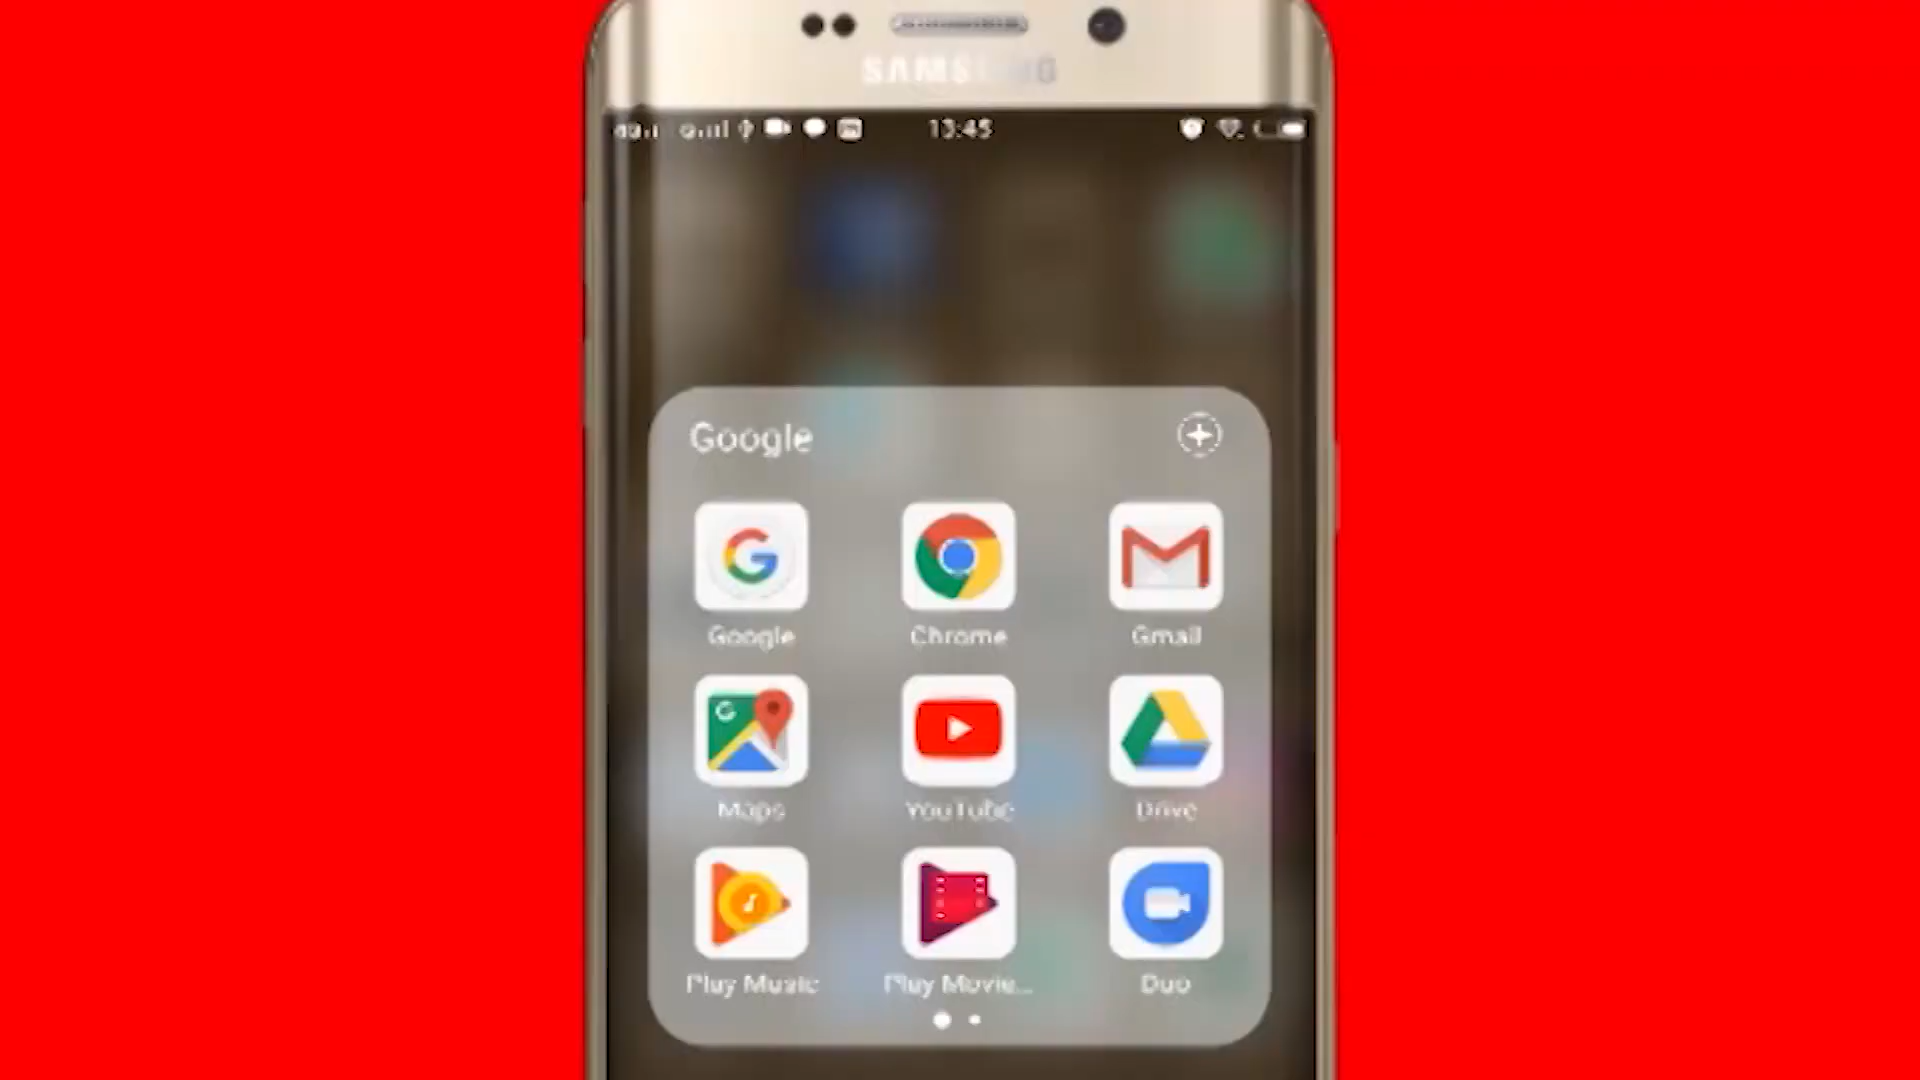 SAMSUNG
13:45
Google
Google Chrome Gmail
Maps YouTube Drive
Play Music Play Movie... Duo